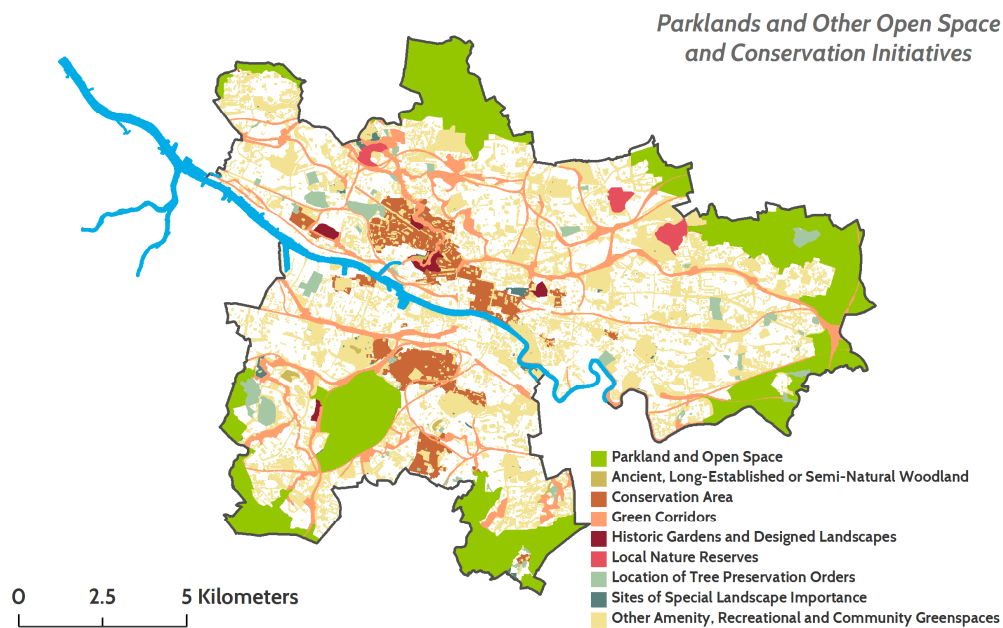 Parklands and Other Open Space
and Conservation Initiatives
Parkland and Open Space
Ancient, Long-Established or Semi-Natural Woodland
Conservation Area
Green Corridors
Historic Gardens and Designed Landscapes
Local Nature Reserves
Location of Tree Preservation Orders
Sites of Special Landscape Importance
Other Amenity, Recreational and Community Greenspaces
0 2.5 5 Kilometers